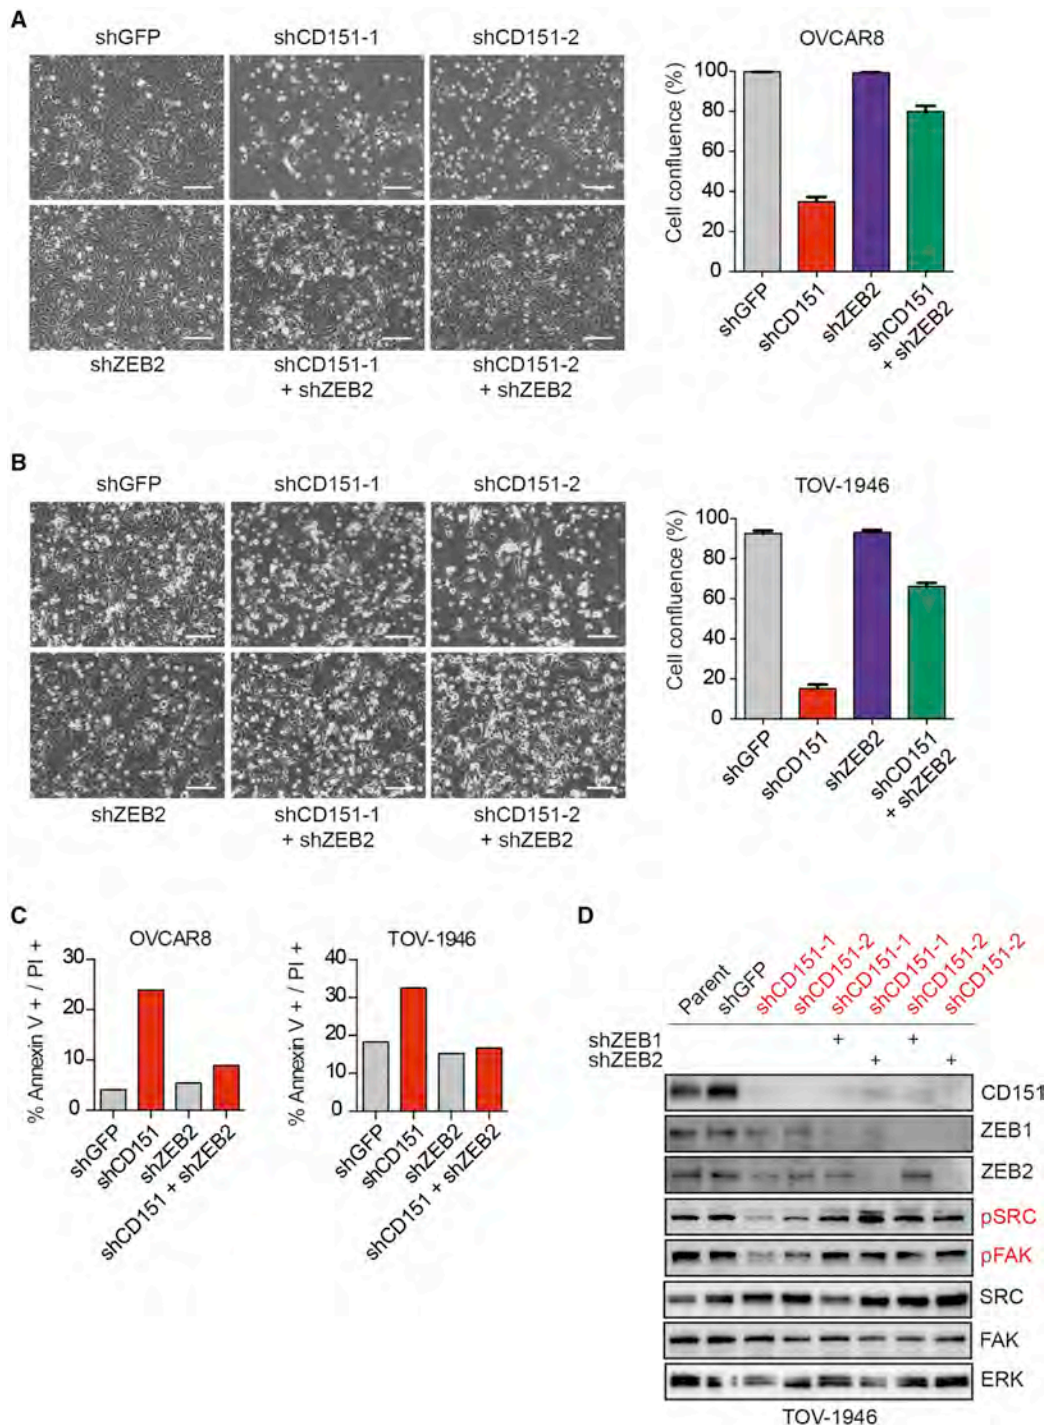 A
shGFP
shCD151-1
shCD151-2
shZEB2
shCD151-1
+ shZEB2
shCD151-2
+ shZEB2
OVCAR8
Cell confluence (%)
100
80
60
40
20
0
shGFP
shCD151
shZEB2
shCD151
+ shZEB2
B
shGFP
shCD151-1
shCD151-2
shZEB2
shCD151-1
+ shZEB2
shCD151-2
+ shZEB2
TOV-1946
Cell confluence (%)
100
80
60
40
20
0
shGFP
shCD151
shZEB2
shCD151
+ shZEB2
C
OVCAR8
% Annexin V + / PI +
30
20
10
0
shGFP
shCD151
shZEB2
shCD151 + shZEB2
TOV-1946
% Annexin V + / PI +
40
30
20
10
0
shGFP
shCD151
shZEB2
shCD151 + shZEB2
D
Parent
shGFP
shCD151-1
shCD151-2
shCD151-1
shCD151-1
shCD151-2
shCD151-2
shZEB1 + +
shZEB2 + +
CD151
ZEB1
ZEB2
pSRC
pFAK
SRC
FAK
ERK
TOV-1946